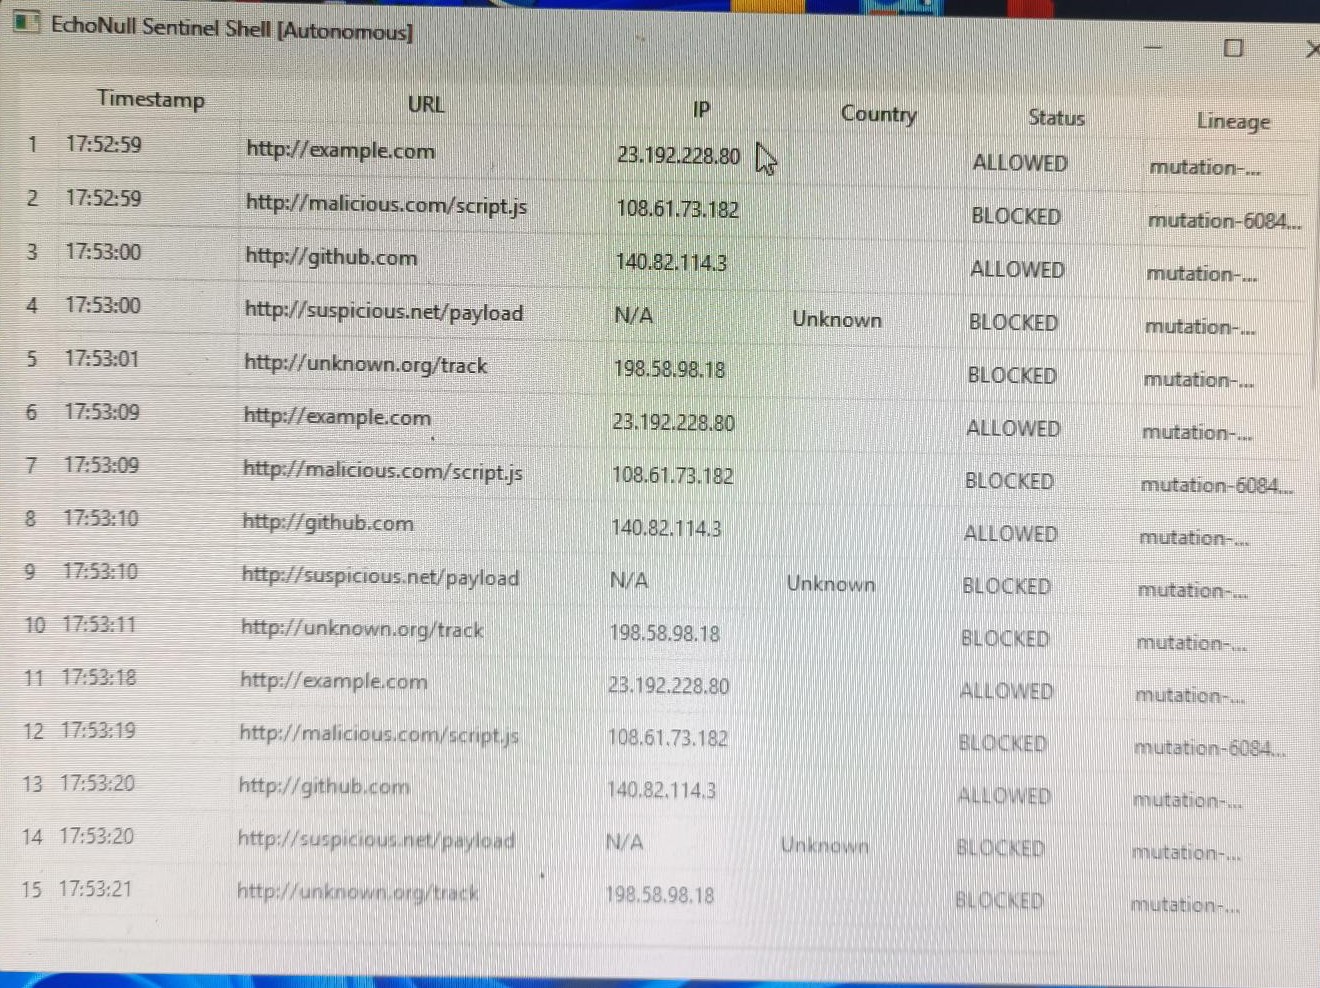 EchoNull Sentinel Shell [Autonomous]
Timestamp URL IP Country Status Lineage
1 17:52:59 http://example.com 23.192.228.80 ALLOWED mutation-...
2 17:52:59 http://malicious.com/script.js 108.61.73.182 BLOCKED mutation-6084...
3 17:53:00 http://github.com 140.82.114.3 ALLOWED mutation-...
4 17:53:00 http://suspicious.net/payload N/A Unknown BLOCKED mutation-...
5 17:53:01 http://unknown.org/track 198.58.98.18 BLOCKED mutation-...
6 17:53:09 http://example.com 23.192.228.80 ALLOWED mutation-...
7 17:53:09 http://malicious.com/script.js 108.61.73.182 BLOCKED mutation-6084...
8 17:53:10 http://github.com 140.82.114.3 ALLOWED mutation-...
9 17:53:10 http://suspicious.net/payload N/A Unknown BLOCKED mutation-...
10 17:53:11 http://unknown.org/track 198.58.98.18 BLOCKED mutation-...
11 17:53:18 http://example.com 23.192.228.80 ALLOWED mutation-...
12 17:53:19 http://malicious.com/script.js 108.61.73.182 BLOCKED mutation-6084...
13 17:53:20 http://github.com 140.82.114.3 ALLOWED mutation-...
14 17:53:20 http://suspicious.net/payload N/A Unknown BLOCKED mutation-...
15 17:53:21 http://unknown.org/track 198.58.98.18 BLOCKED mutation-...